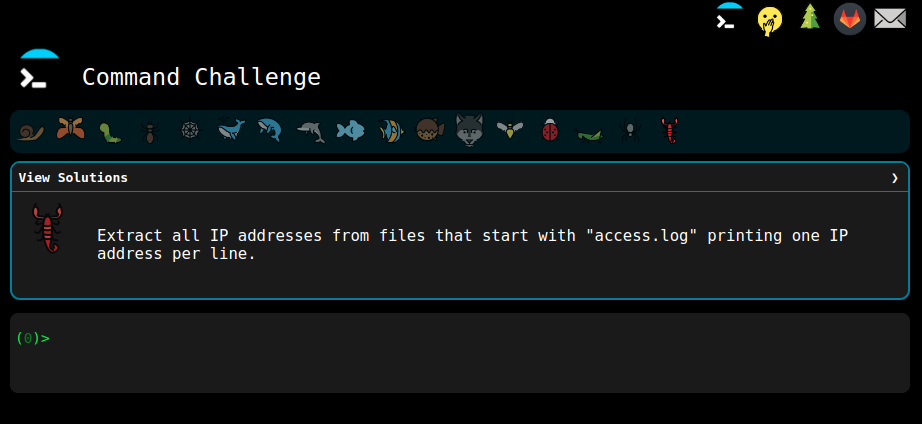 Command Challenge
View Solutions ❯
Extract all IP addresses from files that start with "access.log" printing one IP
address per line.
(0)>